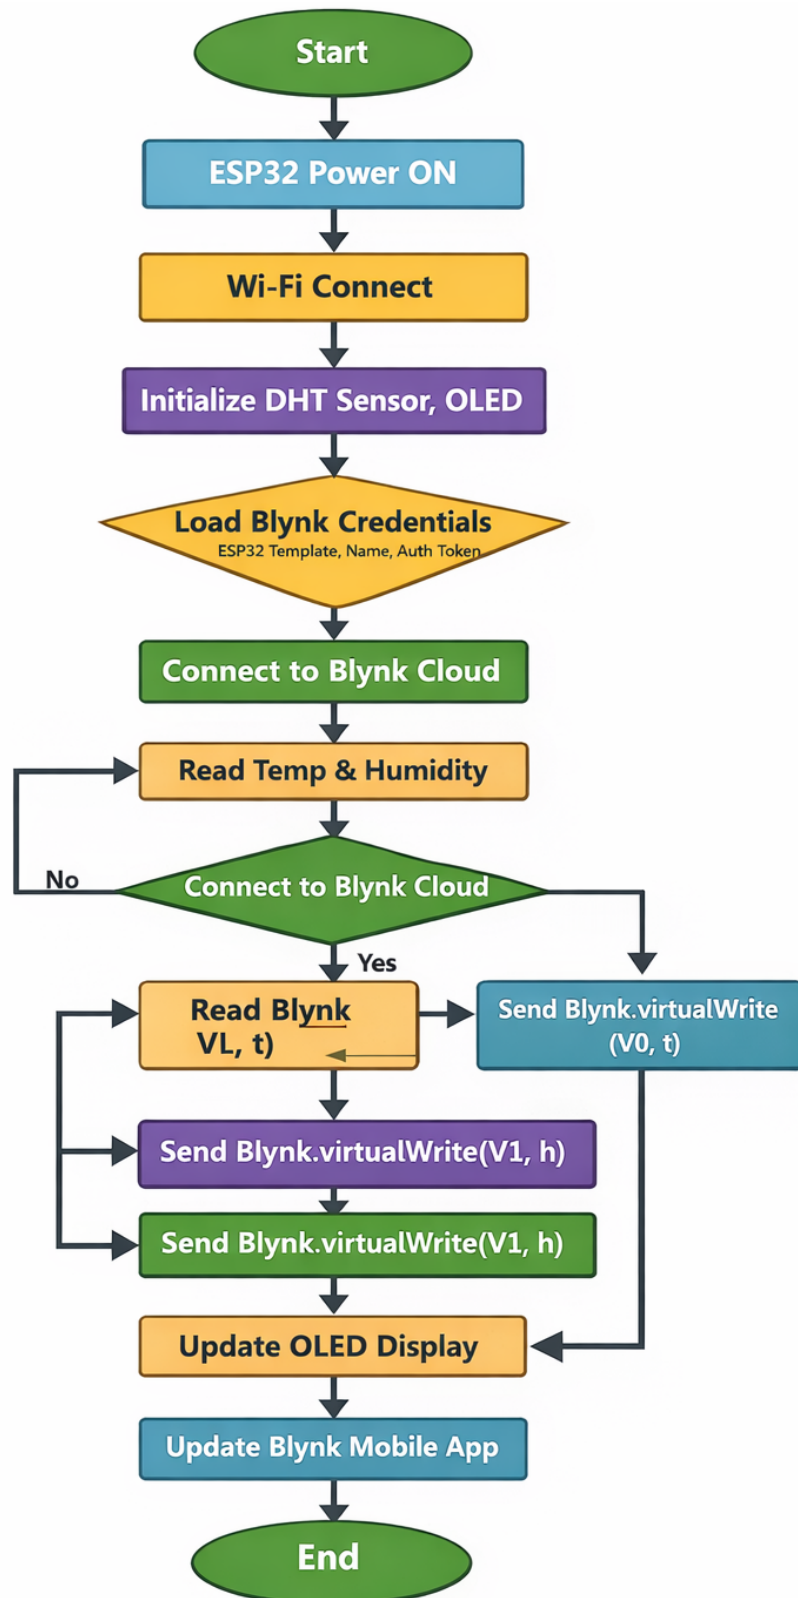 Start
ESP32 Power ON
Wi-Fi Connect
Initialize DHT Sensor, OLED
Load Blynk Credentials
ESP32 Template, Name, Auth Token
Connect to Blynk Cloud
Read Temp & Humidity
No
Connect to Blynk Cloud
Yes
Read Blynk
VL, t)
Send Blynk.virtualWrite
(V0, t)
Send Blynk.virtualWrite(V1, h)
Send Blynk.virtualWrite(V1, h)
Update OLED Display
Update Blynk Mobile App
End